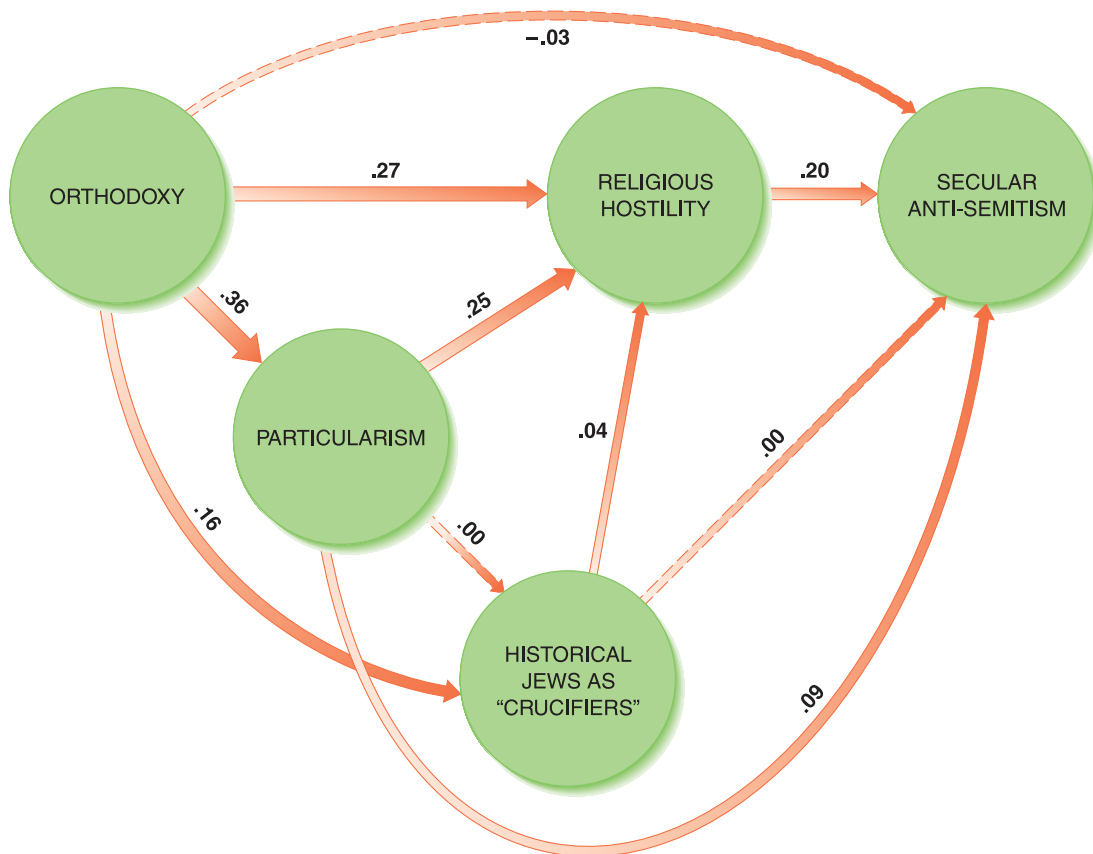 –.03
ORTHODOXY
.27
RELIGIOUS
HOSTILITY
.20
SECULAR
ANTI-SEMITISM
.36
.25
PARTICULARISM
.04
.00
.16
.00
HISTORICAL
JEWS AS
“CRUCIFIERS”
.09